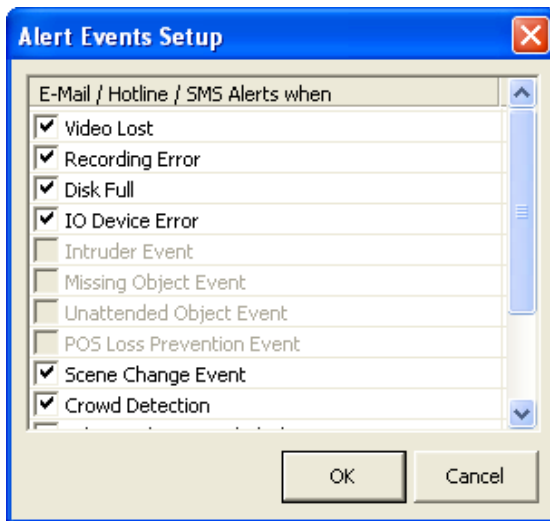 Alert Events Setup
E-Mail / Hotline / SMS Alerts when
Video Lost
Recording Error
Disk Full
IO Device Error
Intruder Event
Missing Object Event
Unattended Object Event
POS Loss Prevention Event
Scene Change Event
Crowd Detection
OK
Cancel